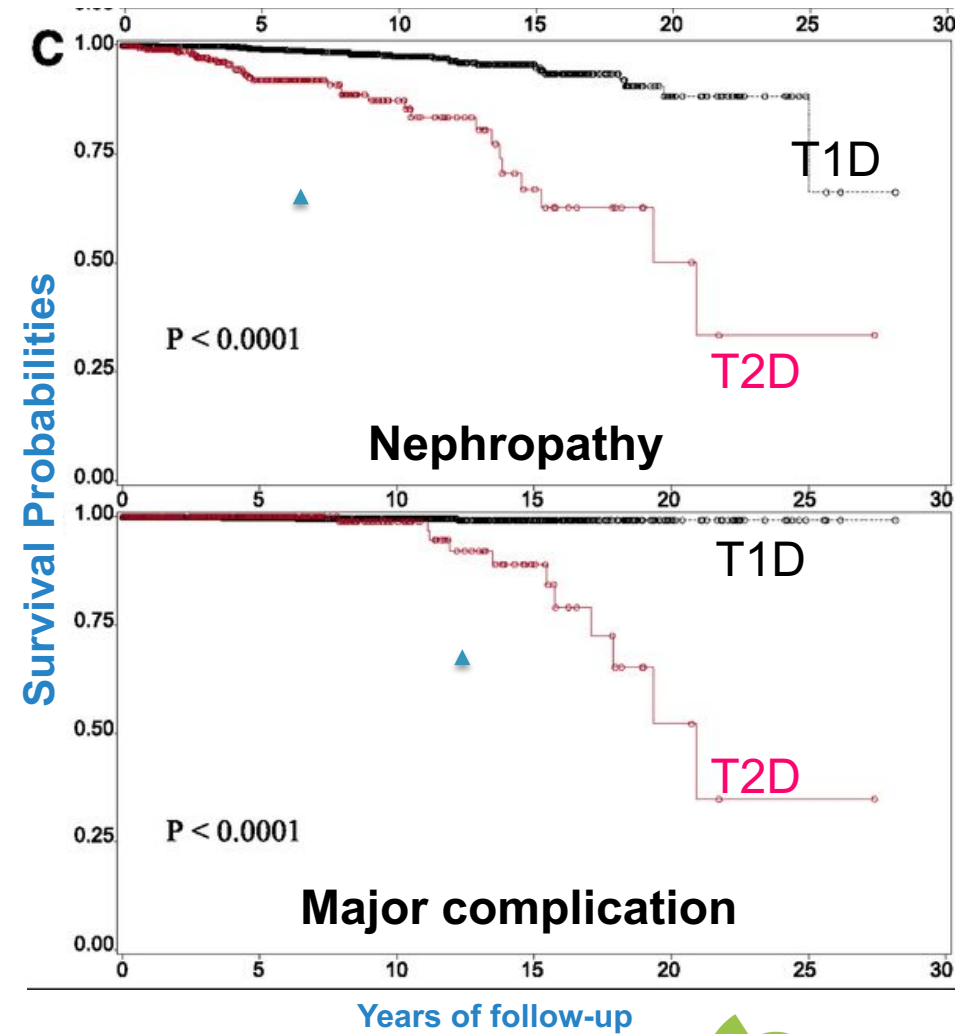 0 5 10 15 20 25 30
C
1.00
0.75
T1D
0.50
P < 0.0001
0.25
T2D
Nephropathy
0.00
0 5 10 15 20 25 30
1.00
T1D
0.75
0.50
T2D
P < 0.0001
0.25
Major complication
0.00
0 5 10 15 20 25 30
Survival Probabilities
Years of follow-up